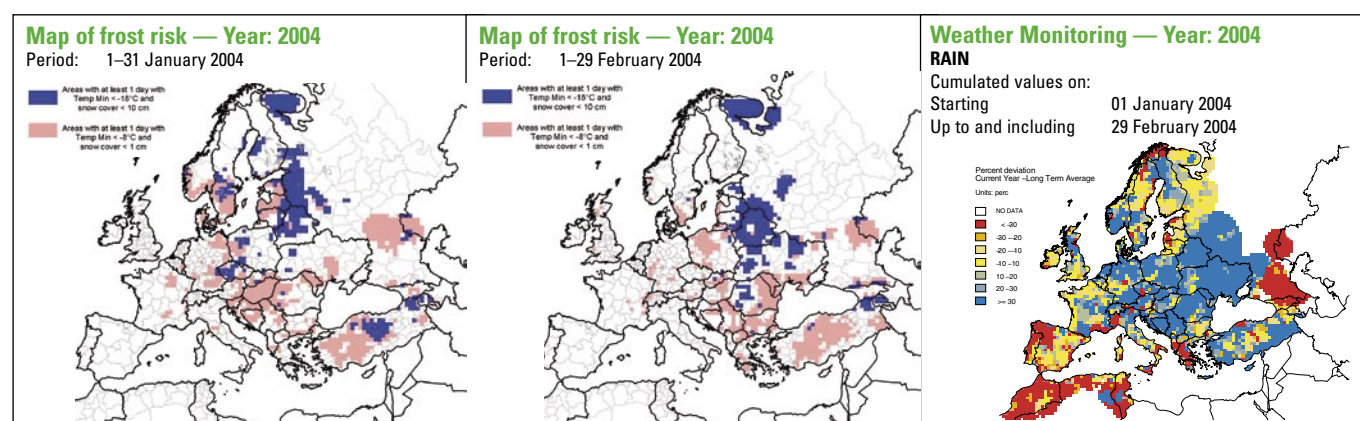 Map of frost risk — Year: 2004
Period: 1–31 January 2004
Areas with at least 1 day with
Temp Min < -18°C and
snow cover < 10 cm
Areas with at least 1 day with
Temp Min < -8°C and
snow cover < 1 cm
Map of frost risk — Year: 2004
Period: 1–29 February 2004
Areas with at least 1 day with
Temp Min < -18°C and
snow cover < 10 cm
Areas with at least 1 day with
Temp Min < -8°C and
snow cover < 1 cm
Weather Monitoring — Year: 2004
RAIN
Cumulated values on:
Starting 01 January 2004
Up to and including 29 February 2004
Percent deviation
Current Year –Long Term Average
Units: perc
NO DATA
< -30
-30 –-20
-20 –-10
-10 –10
10 –20
20 –30
>= 30